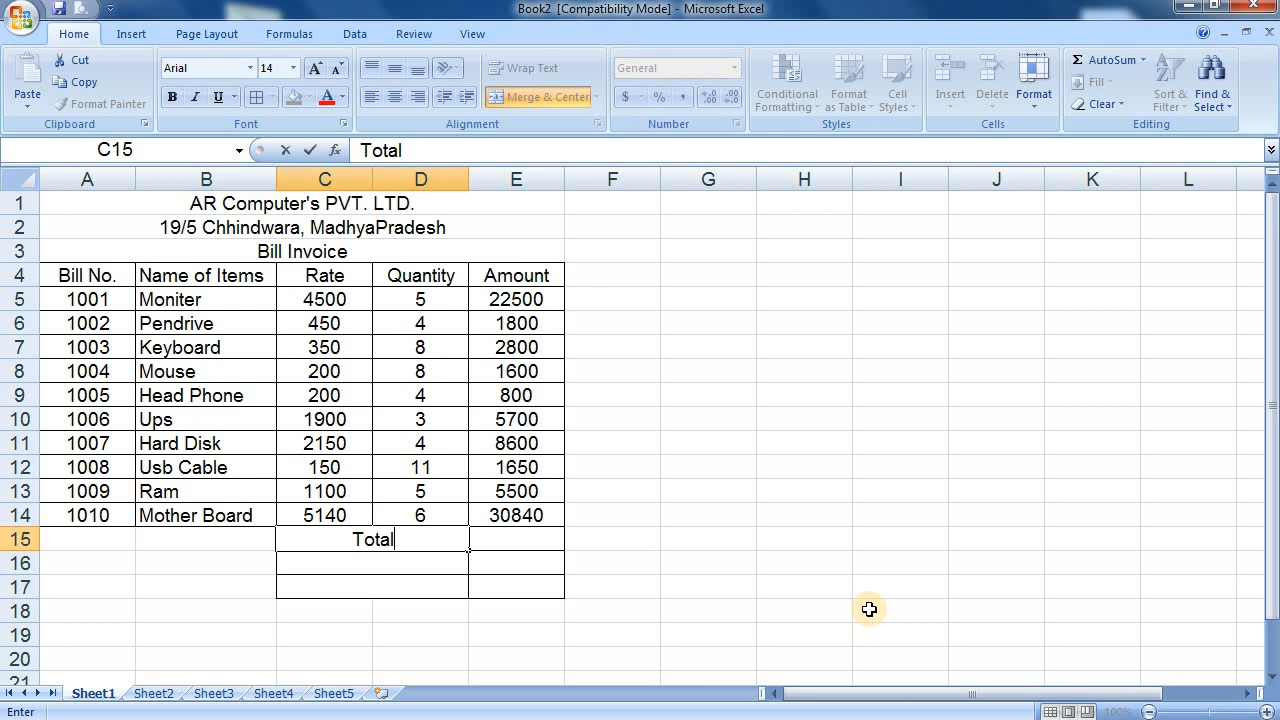 Book2 [Compatibility Mode] - Microsoft Excel
Home Insert Page Layout Formulas Data Review View
Paste Cut Copy Format Painter Clipboard
Arial 14 B I U A Font
Wrap Text Merge & Center Alignment
General $ % , Number
Conditional Formatting Format as Table Cell Styles Styles
Insert Delete Format Cells
Σ AutoSum Fill Clear Sort & Filter Find & Select Editing
C15 fx Total
A B C D E F G H I J K L
1 AR Computer's PVT. LTD.
2 19/5 Chhindwara, MadhyaPradesh
3 Bill Invoice
4 Bill No. Name of Items Rate Quantity Amount
5 1001 Moniter 4500 5 22500
6 1002 Pendrive 450 4 1800
7 1003 Keyboard 350 8 2800
8 1004 Mouse 200 8 1600
9 1005 Head Phone 200 4 800
10 1006 Ups 1900 3 5700
11 1007 Hard Disk 2150 4 8600
12 1008 Usb Cable 150 11 1650
13 1009 Ram 1100 5 5500
14 1010 Mother Board 5140 6 30840
15 Total
16
17
18
19
20
21
Sheet1 Sheet2 Sheet3 Sheet4 Sheet5
Enter 100%